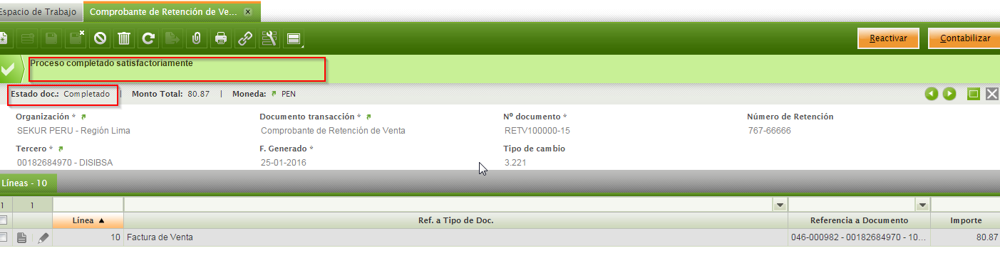 Espacio de Trabajo Comprobante de Retención de Ve... x
Reactivar Contabilizar
Proceso completado satisfactoriamente
Estado doc.: Completado | Monto Total: 80.87 | Moneda: PEN
Organización * Documento transacción * Nº documento * Número de Retención
SEKUR PERU - Región Lima Comprobante de Retención de Venta RETV100000-15 767-66666
Tercero * F. Generado * Tipo de cambio
00182684970 - DISIBSA 25-01-2016 3.221
Líneas - 10
1 1
Línea Ref. a Tipo de Doc. Referencia a Documento Importe
10 Factura de Venta 046-000982 - 00182684970 - 10... 80.87